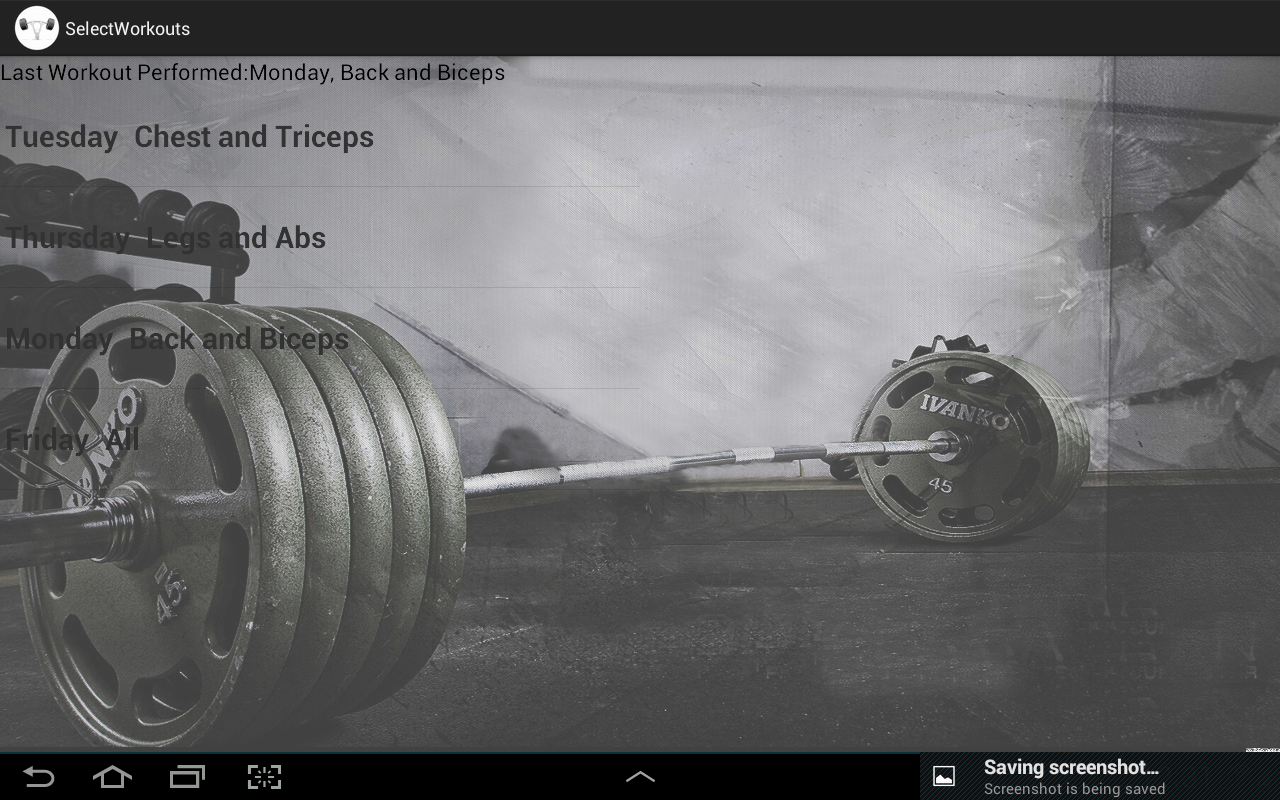 SelectWorkouts
Last Workout Performed:Monday, Back and Biceps
Tuesday  Chest and Triceps
Thursday  Legs and Abs
Monday  Back and Biceps
Friday  All
IVANKO
45
45
Saving screenshot...
Screenshot is being saved